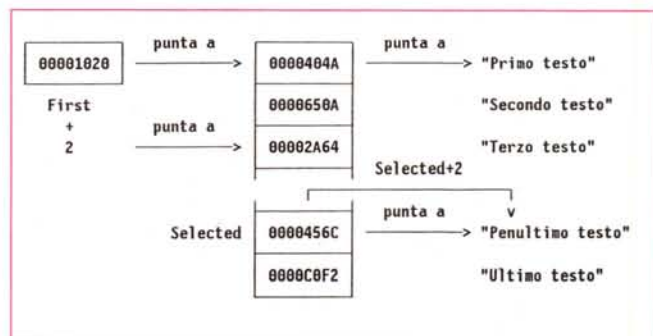 punta a punta a
00001020 0000404A "Primo testo"
First 0000650A "Secondo testo"
+ punta a
2 00002A64 "Terzo testo"
Selected+2
punta a v
Selected 0000456C "Penultimo testo"
0000C0F2 "Ultimo testo"